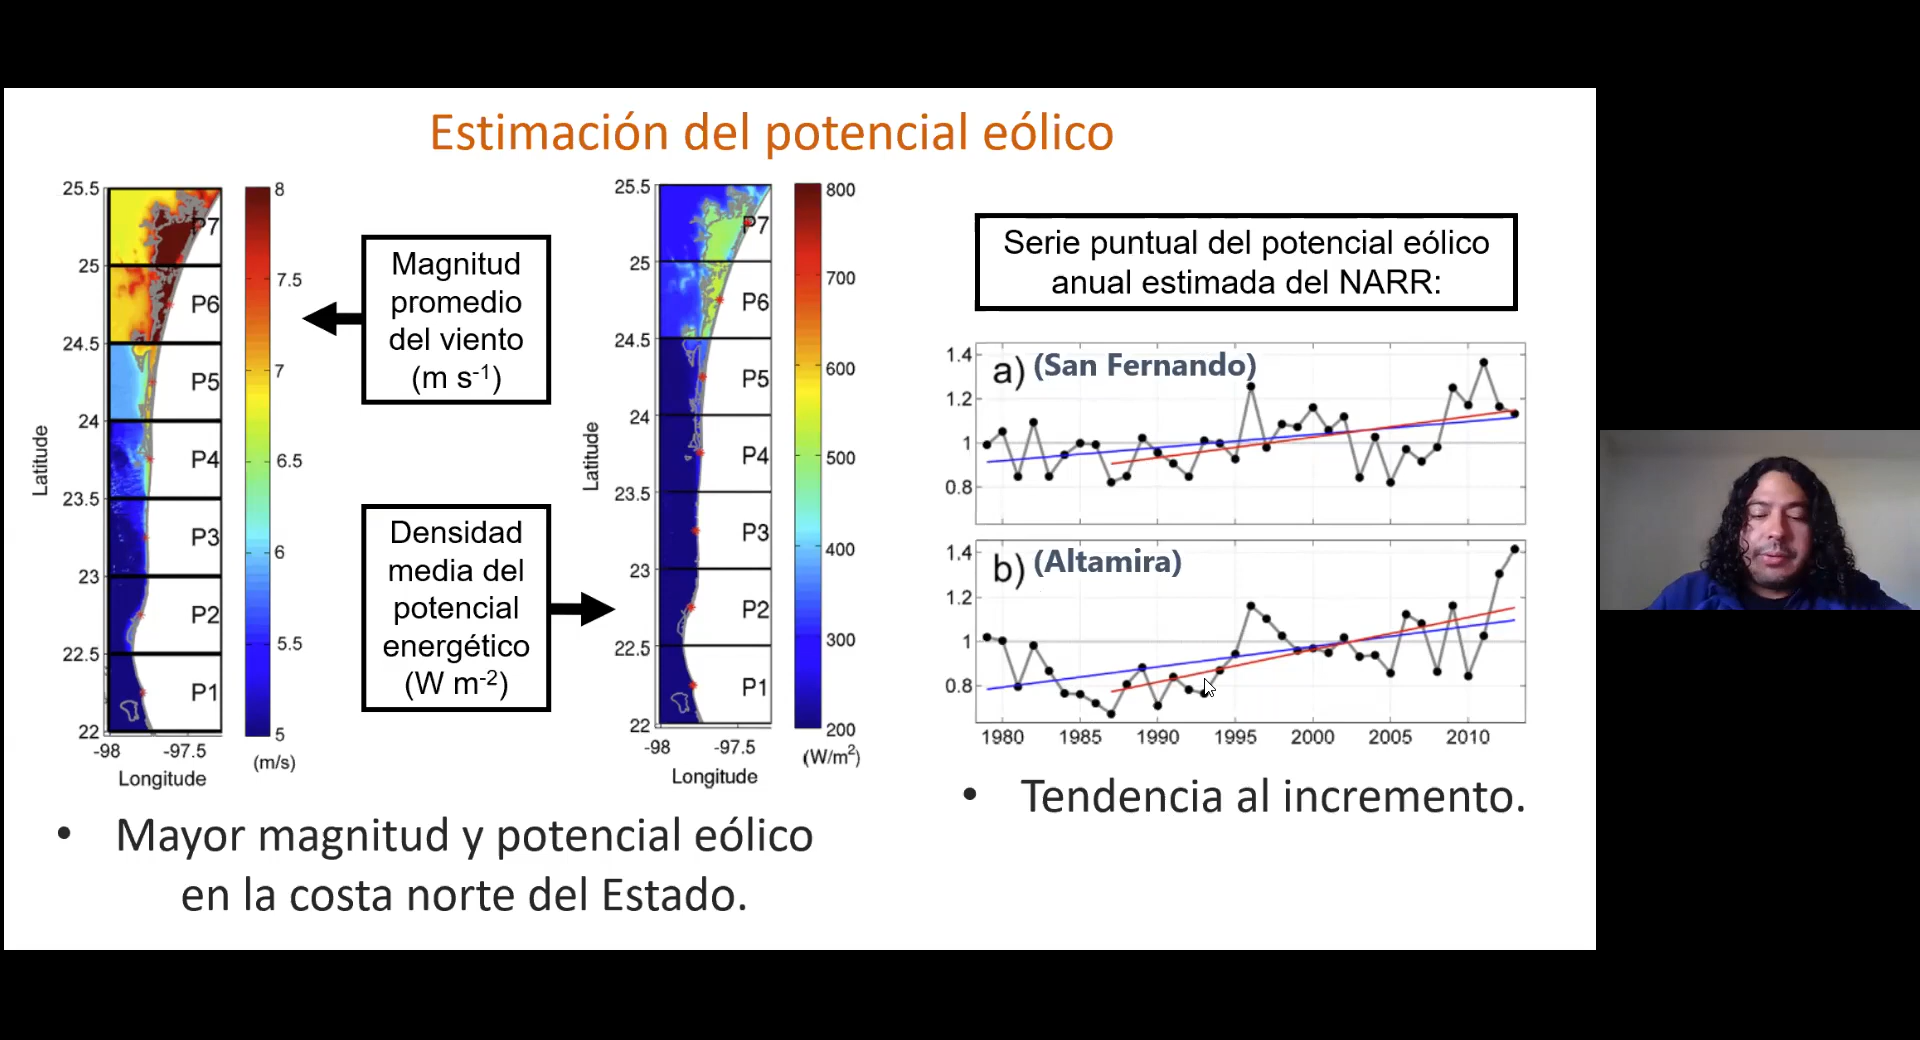 Estimación del potencial eólico
25.5
25
24.5
24
23.5
23
22.5
22
Latitude
P7
P6
P5
P4
P3
P2
P1
-98
-97.5
Longitude
8
7.5
7
6.5
6
5.5
5
(m/s)
Magnitud
promedio
del viento
(m s-1)
Densidad
media del
potencial
energético
(W m-2)
25.5
25
24.5
24
23.5
23
22.5
22
Latitude
P7
P6
P5
P4
P3
P2
P1
-98
-97.5
Longitude
800
700
600
500
400
300
200
(W/m2)
Serie puntual del potencial eólico
anual estimada del NARR:
a) (San Fernando)
1.4
1.2
1
0.8
b) (Altamira)
1.4
1.2
1
0.8
1980 1985 1990 1995 2000 2005 2010
• Mayor magnitud y potencial eólico
en la costa norte del Estado.
• Tendencia al incremento.